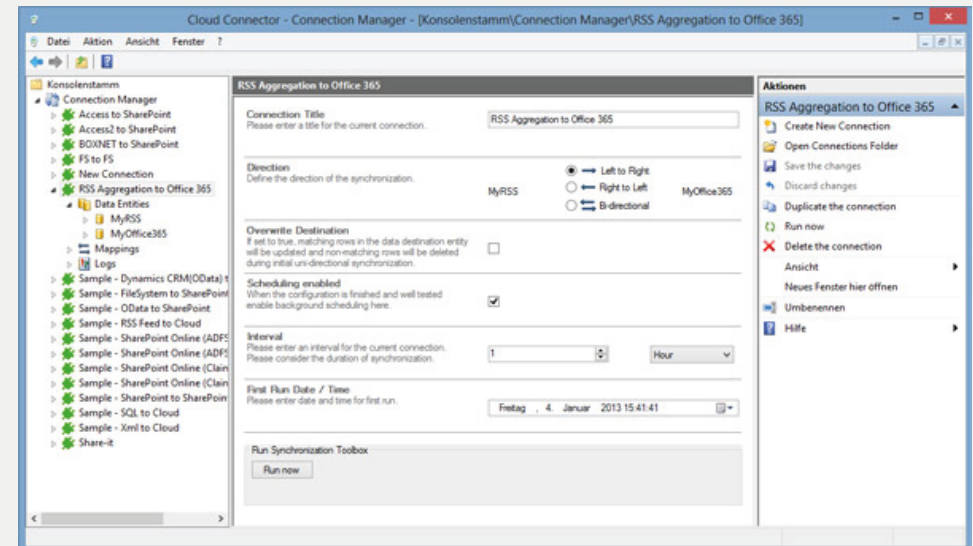 Cloud Connector - Connection Manager - [Konsolenstamm\Connection Manager\RSS Aggregation to Office 365]
Datei Aktion Ansicht Fenster ?
Konsolenstamm
Connection Manager
Access to SharePoint
Access2 to SharePoint
BOXNET to SharePoint
FS to FS
New Connection
RSS Aggregation to Office 365
Data Entities
MyRSS
MyOffice365
Mappings
Logs
Sample - Dynamics CRM(OData) t
Sample - FileSystem to SharePoint
Sample - OData to SharePoint
Sample - RSS Feed to Cloud
Sample - SharePoint Online (ADFS
Sample - SharePoint Online (ADFS
Sample - SharePoint Online (Clain
Sample - SharePoint Online (Clain
Sample - SharePoint to SharePoin
Sample - SQL to Cloud
Sample - Xml to Cloud
Share-it
RSS Aggregation to Office 365
Connection Title
Please enter a title for the current connection.
RSS Aggregation to Office 365
Direction
Define the direction of the synchronization.
MyRSS
Left to Right
Right to Left
Bi-directional
MyOffice365
Overwrite Destination
If set to true, matching rows in the data destination entity
will be updated and non-matching rows will be deleted
during initial uni-directional synchronization.
Scheduling enabled
When the configuration is finished and well tested
enable background scheduling here.
Interval
Please enter an interval for the current connection.
Please consider the duration of synchronization.
1
Hour
First Run Date / Time
Please enter date and time for first run.
Freitag , 4. Januar 2013 15:41:41
Run Synchronization Toolbox
Run now
Aktionen
RSS Aggregation to Office 365
Create New Connection
Open Connections Folder
Save the changes
Discard changes
Duplicate the connection
Run now
Delete the connection
Ansicht
Neues Fenster hier öffnen
Umbenennen
Hilfe